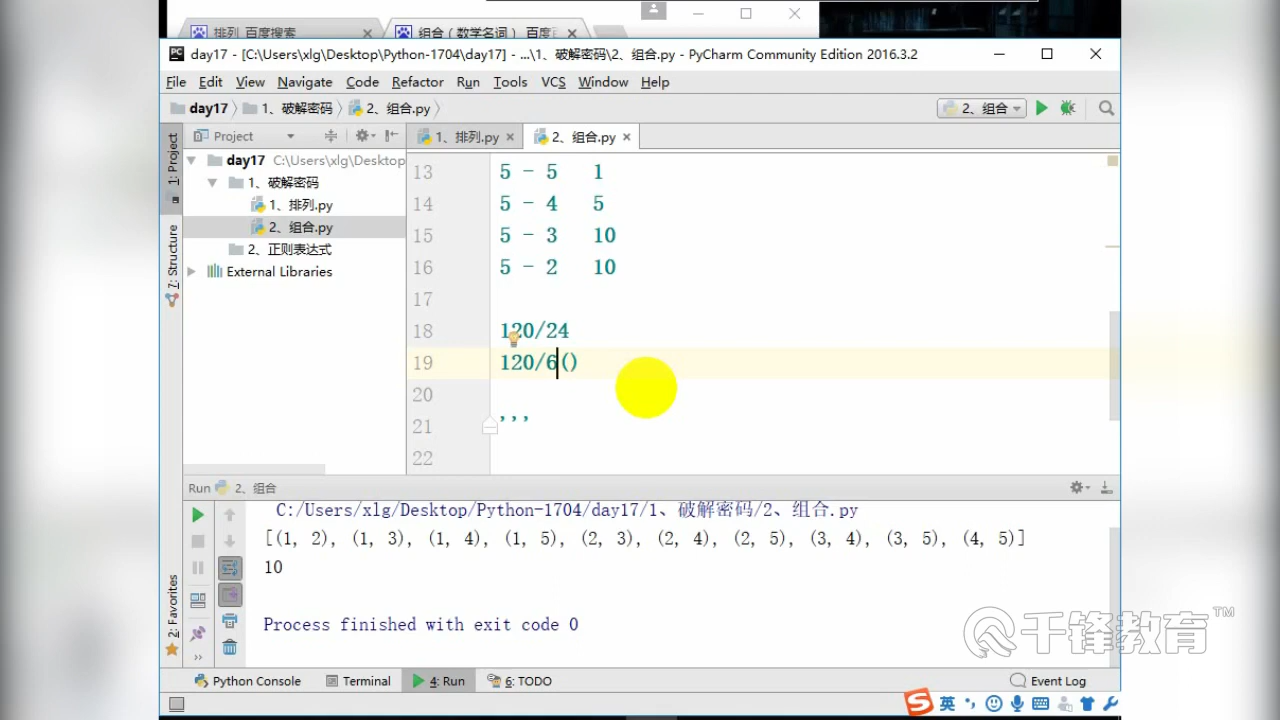 排列_百度搜索
组合（数学名词）_百度百
day17 - [C:\Users\xlg\Desktop\Python-1704\day17] - ...\1、破解密码\2、组合.py - PyCharm Community Edition 2016.3.2
File Edit View Navigate Code Refactor Run Tools VCS Window Help
day17 1、破解密码 2、组合.py 2、组合
Project 1、排列.py 2、组合.py
1: Project
7: Structure
2: Favorites
day17 C:\Users\xlg\Desktop
1、破解密码
1、排列.py
2、组合.py
2、正则表达式
External Libraries
13 5 - 5 1
14 5 - 4 5
15 5 - 3 10
16 5 - 2 10
17
18 120/24
19 120/6()
20
21 '''
22
Run 2、组合
C:/Users/xlg/Desktop/Python-1704/day17/1、破解密码/2、组合.py
[(1, 2), (1, 3), (1, 4), (1, 5), (2, 3), (2, 4), (2, 5), (3, 4), (3, 5), (4, 5)]
10
Process finished with exit code 0
千锋教育™
Python Console Terminal 4: Run 6: TODO Event Log
英